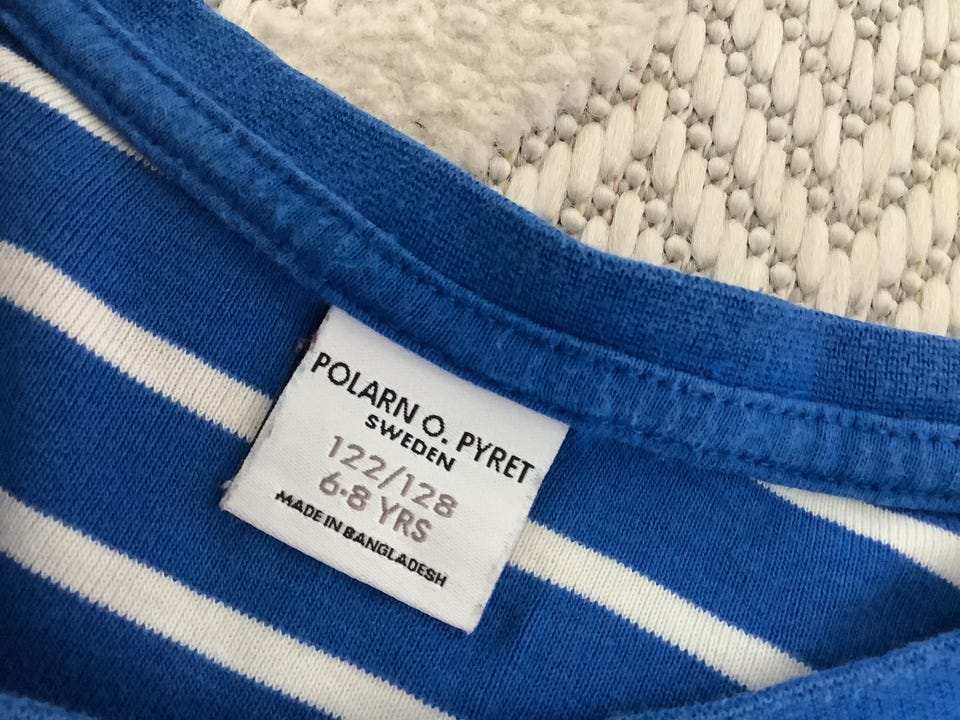 POLARN O. PYRET
SWEDEN
122/128
6-8 YRS
MADE IN BANGLADESH